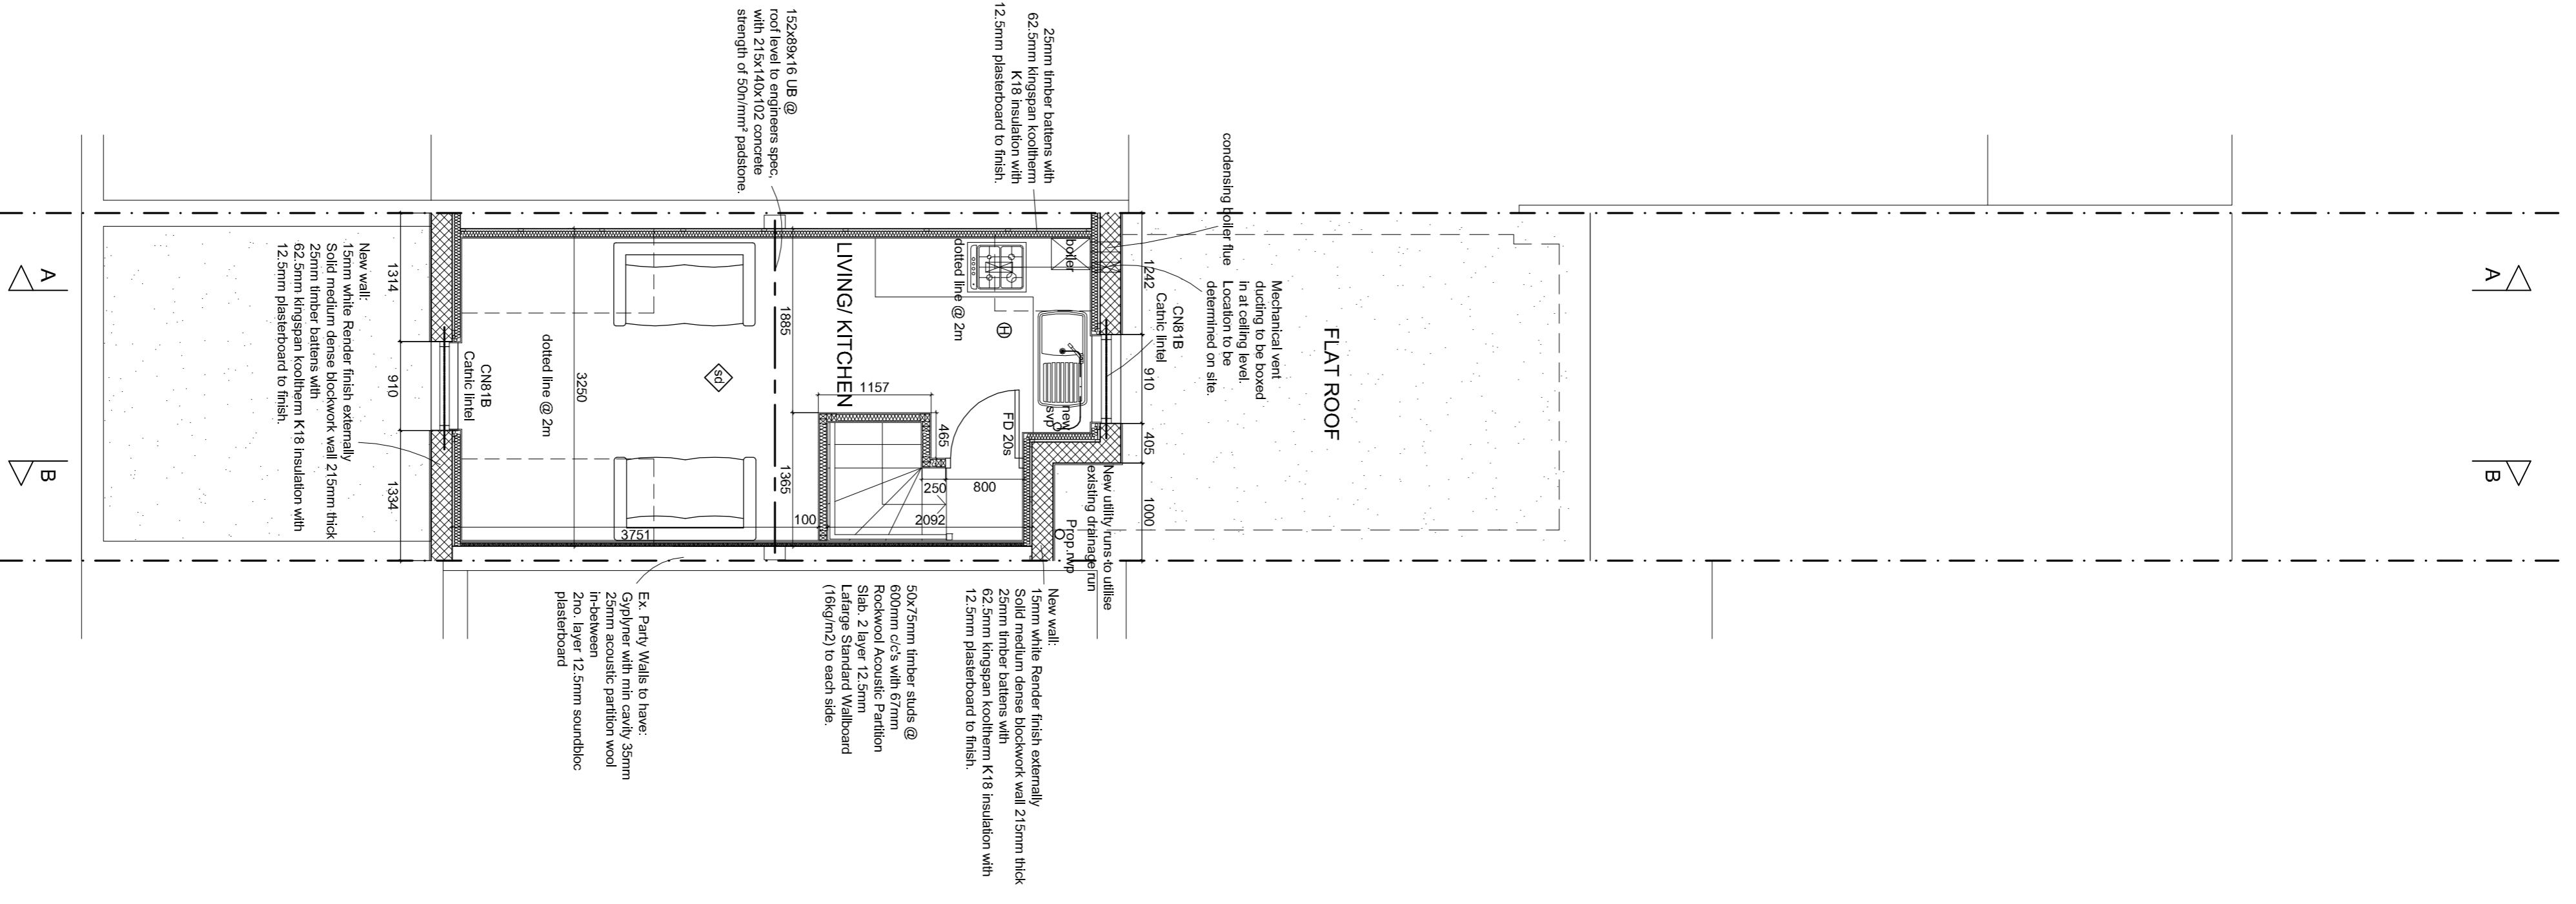 152x89x16 UB @
roof level to engineers spec,
with 215x140x102 concrete
strength of 50n/mm² padstone.
25mm timber battens with
62.5mm kingspan kooltherm
K18 insulation with
12.5mm plasterboard to finish.
condensing boiler flue
Mechanical vent
ducting to be boxed
in at ceiling level.
Location to be
determined on site.
CN81B
Catnic lintel
FLAT ROOF
A
B
A
B
New wall:
15mm white Render finish externally
Solid medium dense blockwork wall 215mm thick
25mm timber battens with
62.5mm kingspan kooltherm K18 insulation with
12.5mm plasterboard to finish.
1314
910
1334
CN81B
Catnic lintel
dotted line @ 2m
3250
sd
LIVING/ KITCHEN
1885
1365
dotted line @ 2m
boiler
H
1242
910
405
1000
new
svp
FD 20s
1157
465
250
800
100
2092
3751
New utility runs to utilise
existing drainage run
Prop.rwp
New wall:
15mm white Render finish externally
Solid medium dense blockwork wall 215mm thick
25mm timber battens with
62.5mm kingspan kooltherm K18 insulation with
12.5mm plasterboard to finish.
50x75mm timber studs @
600mm c/c's with 67mm
Rockwool Acoustic Partition
Slab. 2 layer 12.5mm
Lafarge Standard Wallboard
(16kg/m2) to each side.
Ex. Party Walls to have:
Gyplyner with min cavity 35mm
25mm acoustic partition wool
in-between
2no. layer 12.5mm soundbloc
plasterboard